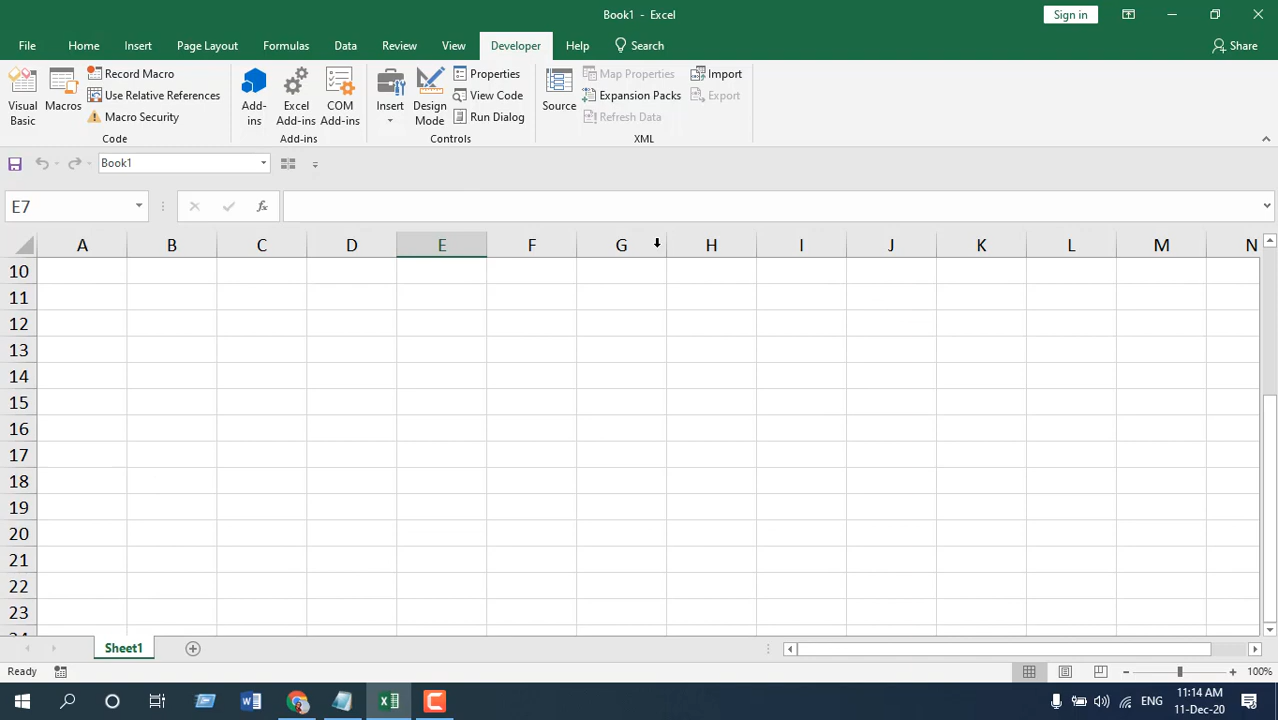 Book1 - Excel
Sign in
File Home Insert Page Layout Formulas Data Review View Developer Help Search Share
Visual Basic
Macros
Record Macro
Use Relative References
Macro Security
Code
Add-ins
Excel Add-ins
COM Add-ins
Add-ins
Insert
Design Mode
Properties
View Code
Run Dialog
Controls
Source
Map Properties
Expansion Packs
Refresh Data
Import
Export
XML
Book1
E7
fx
A B C D E F G H I J K L M N
10
11
12
13
14
15
16
17
18
19
20
21
22
23
24
Sheet1
Ready
100%
ENG
11:14 AM
11-Dec-20